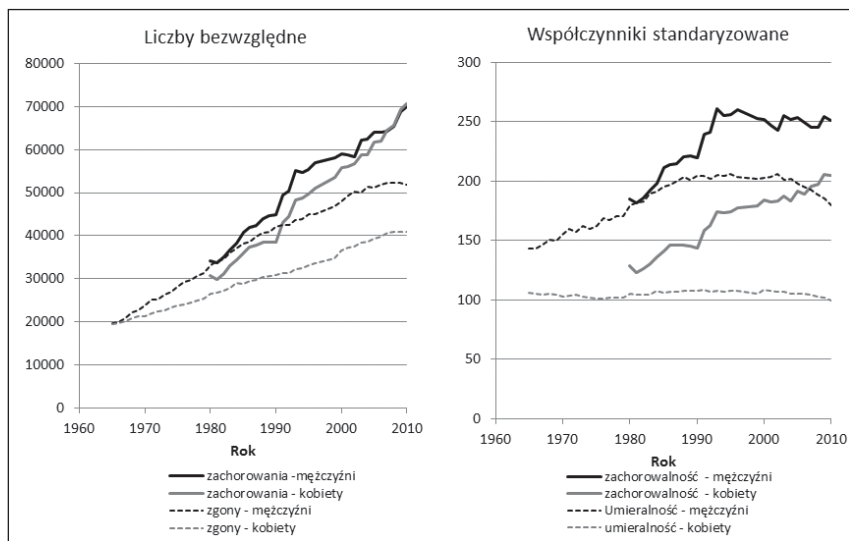 Liczby bezwzględne
80000
70000
60000
50000
40000
30000
20000
10000
0
1960 1970 1980 1990 2000 2010
Rok
zachorowania -mężczyźni
zachorowania - kobiety
zgony - mężczyźni
zgony - kobiety
Współczynniki standaryzowane
300
250
200
150
100
50
0
1960 1970 1980 1990 2000 2010
Rok
zachorowalność - mężczyźni
zachorowalność - kobiety
Umieralność - mężczyźni
umieralność - kobiety